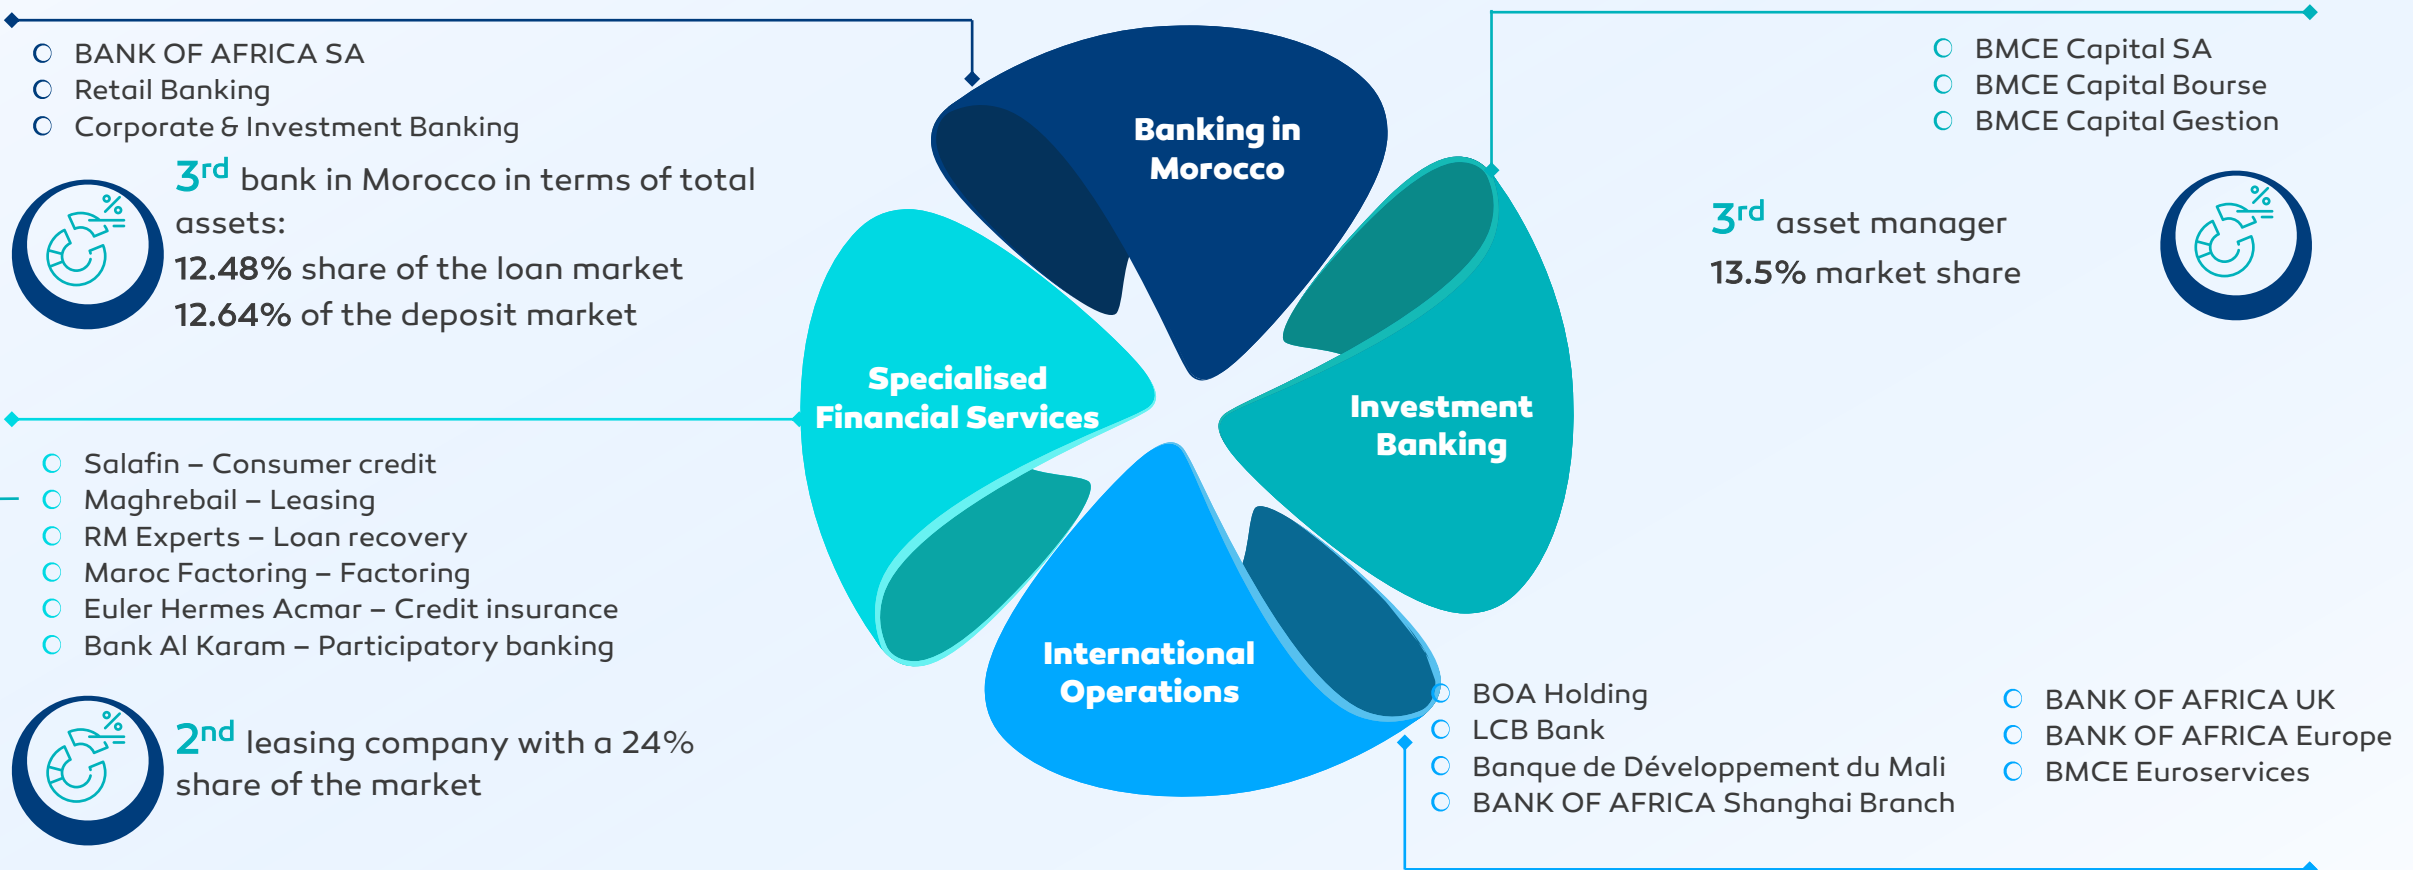 BANK OF AFRICA SA
Retail Banking
Corporate & Investment Banking
3rd bank in Morocco in terms of total
assets:
12.48% share of the loan market
12.64% of the deposit market
Banking in
Morocco
BMCE Capital SA
BMCE Capital Bourse
BMCE Capital Gestion
3rd asset manager
13.5% market share
%
%
Specialised
Financial Services
Investment
Banking
Salafin – Consumer credit
Maghrebail – Leasing
RM Experts – Loan recovery
Maroc Factoring – Factoring
Euler Hermes Acmar – Credit insurance
Bank Al Karam – Participatory banking
%
2nd leasing company with a 24%
share of the market
International
Operations
BOA Holding
LCB Bank
Banque de Développement du Mali
BANK OF AFRICA Shanghai Branch
BANK OF AFRICA UK
BANK OF AFRICA Europe
BMCE Euroservices